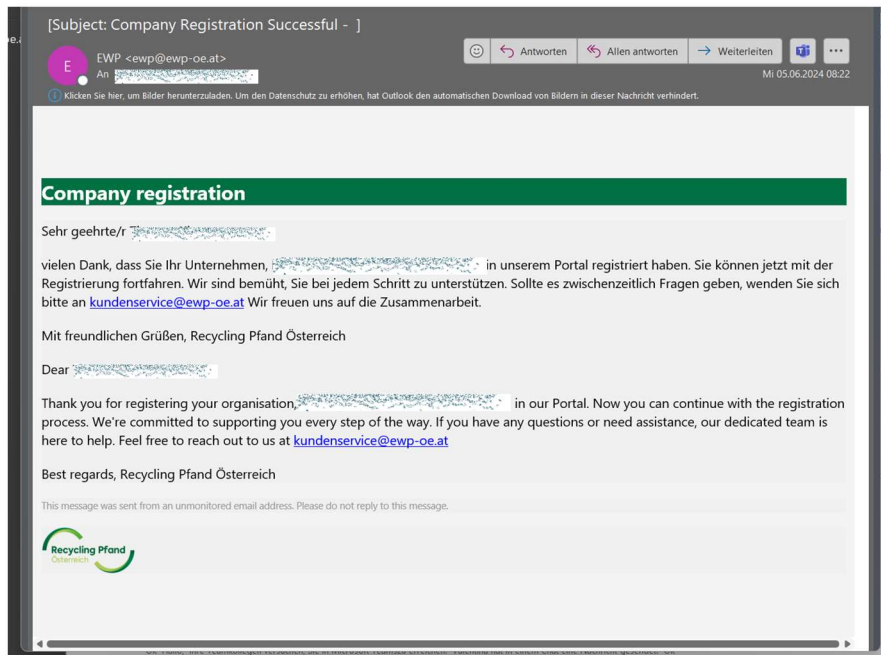 [Subject: Company Registration Successful -  ]
E
EWP <ewp@ewp-oe.at>
An
Antworten
Allen antworten
Weiterleiten
Mi 05.06.2024 08:22
Klicken Sie hier, um Bilder herunterzuladen. Um den Datenschutz zu erhöhen, hat Outlook den automatischen Download von Bildern in dieser Nachricht verhindert.
Company registration
Sehr geehrte/r
vielen Dank, dass Sie Ihr Unternehmen, in unserem Portal registriert haben. Sie können jetzt mit der
Registrierung fortfahren. Wir sind bemüht, Sie bei jedem Schritt zu unterstützen. Sollte es zwischenzeitlich Fragen geben, wenden Sie sich
bitte an kundenservice@ewp-oe.at Wir freuen uns auf die Zusammenarbeit.
Mit freundlichen Grüßen, Recycling Pfand Österreich
Dear
Thank you for registering your organisation, in our Portal. Now you can continue with the registration
process. We're committed to supporting you every step of the way. If you have any questions or need assistance, our dedicated team is
here to help. Feel free to reach out to us at kundenservice@ewp-oe.at
Best regards, Recycling Pfand Österreich
This message was sent from an unmonitored email address. Please do not reply to this message.
Recycling Pfand
Österreich